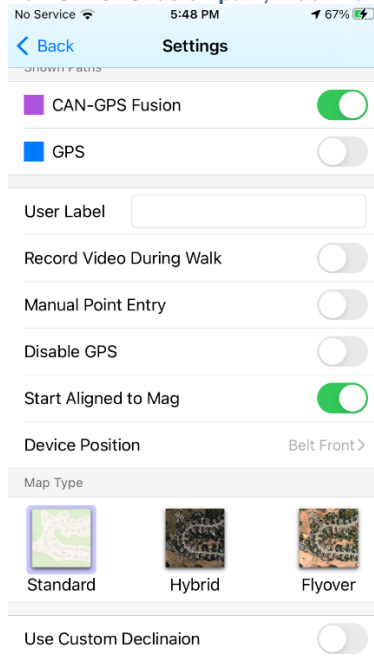 No Service 5:48 PM 67%
Back Settings
Shown Paths
CAN-GPS Fusion
GPS
User Label
Record Video During Walk
Manual Point Entry
Disable GPS
Start Aligned to Mag
Device Position Belt Front >
Map Type
Standard Hybrid Flyover
Use Custom Declinaion